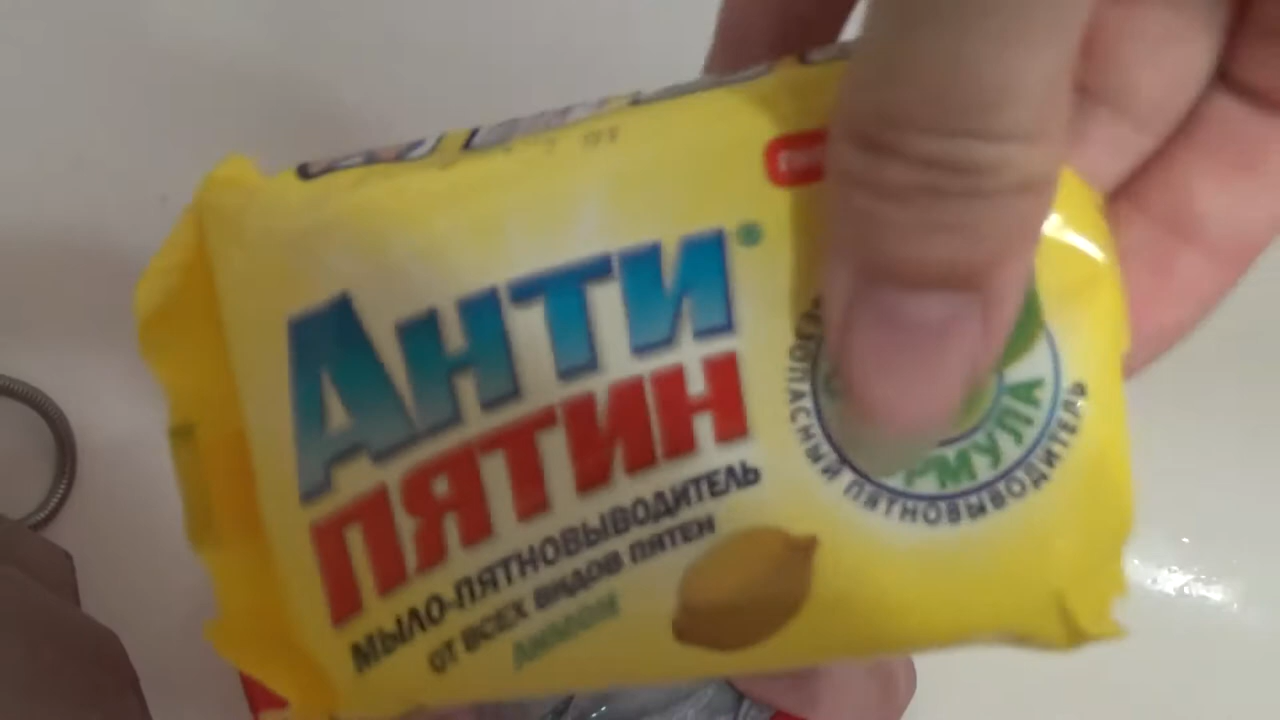 АНТИ®
ПЯТИН
МЫЛО-ПЯТНОВЫВОДИТЕЛЬ
ОТ ВСЕХ ВИДОВ ПЯТЕН
Лимон
ПЯТНОВЫВОДИТЕЛЬ